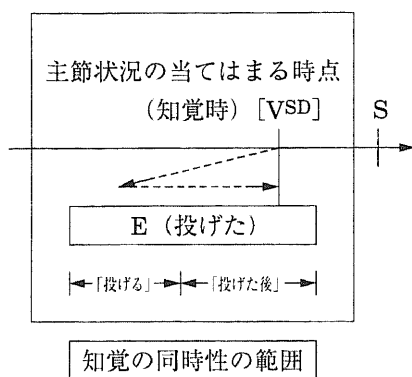 主節状況の当てはまる時点
（知覚時）[VSD]
S
E（投げた）
「投げる」
「投げた後」
知覚の同時性の範囲